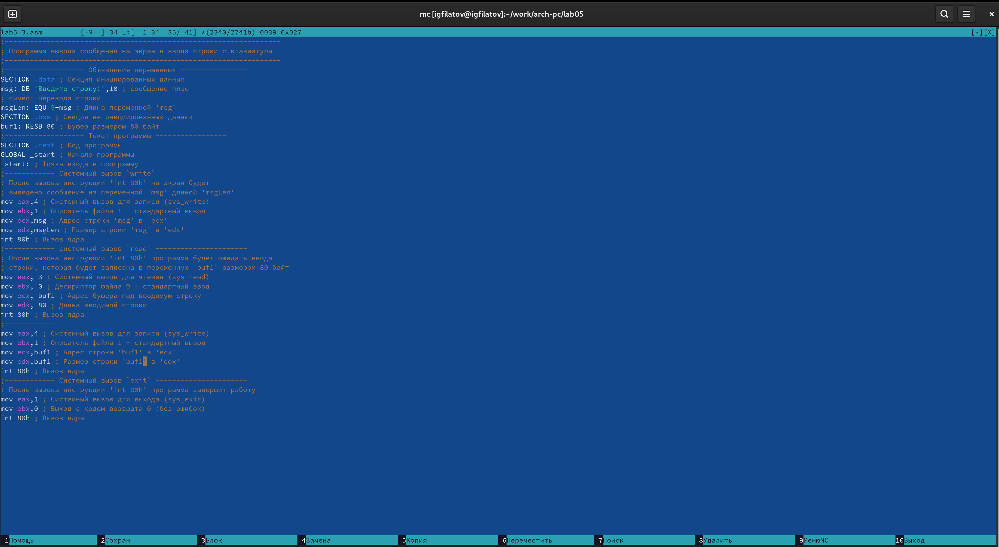 mc [igfilatov@igfilatov]:~/work/arch-pc/lab05
lab5-3.asm         [-M--] 34 L:[  1+34  35/ 41] *(2340/2741b) 0039 0x027                    [*][X]
;------------------------------------------------------------------
; Программа вывода сообщения на экран и ввода строки с клавиатуры
;------------------------------------------------------------------
;------------------- Объявление переменных ----------------
SECTION .data ; Секция инициированных данных
msg: DB 'Введите строку:',10 ; сообщение плюс
; символ перевода строки
msgLen: EQU $-msg ; Длина переменной 'msg'
SECTION .bss ; Секция не инициированных данных
buf1: RESB 80 ; Буфер размером 80 байт
;------------------- Текст программы -----------------
SECTION .text ; Код программы
GLOBAL _start ; Начало программы
_start: ; Точка входа в программу
;------------ Системный вызов `write`
; После вызова инструкции 'int 80h' на экран будет
; выведено сообщение из переменной 'msg' длиной 'msgLen'
mov eax,4 ; Системный вызов для записи (sys_write)
mov ebx,1 ; Описатель файла 1 - стандартный вывод
mov ecx,msg ; Адрес строки 'msg' в 'ecx'
mov edx,msgLen ; Размер строки 'msg' в 'edx'
int 80h ; Вызов ядра
;------------ системный вызов `read` ----------------------
; После вызова инструкции 'int 80h' программа будет ожидать ввода
; строки, которая будет записана в переменную 'buf1' размером 80 байт
mov eax, 3 ; Системный вызов для чтения (sys_read)
mov ebx, 0 ; Дескриптор файла 0 - стандартный ввод
mov ecx, buf1 ; Адрес буфера под вводимую строку
mov edx, 80 ; Длина вводимой строки
int 80h ; Вызов ядра
;------------
mov eax,4 ; Системный вызов для записи (sys_write)
mov ebx,1 ; Описатель файла 1 - стандартный вывод
mov ecx,buf1 ; Адрес строки 'buf1' в 'ecx'
mov edx,buf1 ; Размер строки 'buf1' в 'edx'
int 80h ; Вызов ядра
;------------ Системный вызов `exit` ----------------------
; После вызова инструкции 'int 80h' программа завершит работу
mov eax,1 ; Системный вызов для выхода (sys_exit)
mov ebx,0 ; Выход с кодом возврата 0 (без ошибок)
int 80h ; Вызов ядра
1Помощь 2Сохран 3Блок 4Замена 5Копия 6Переместить 7Поиск 8Удалить 9МенюMC 10Выход